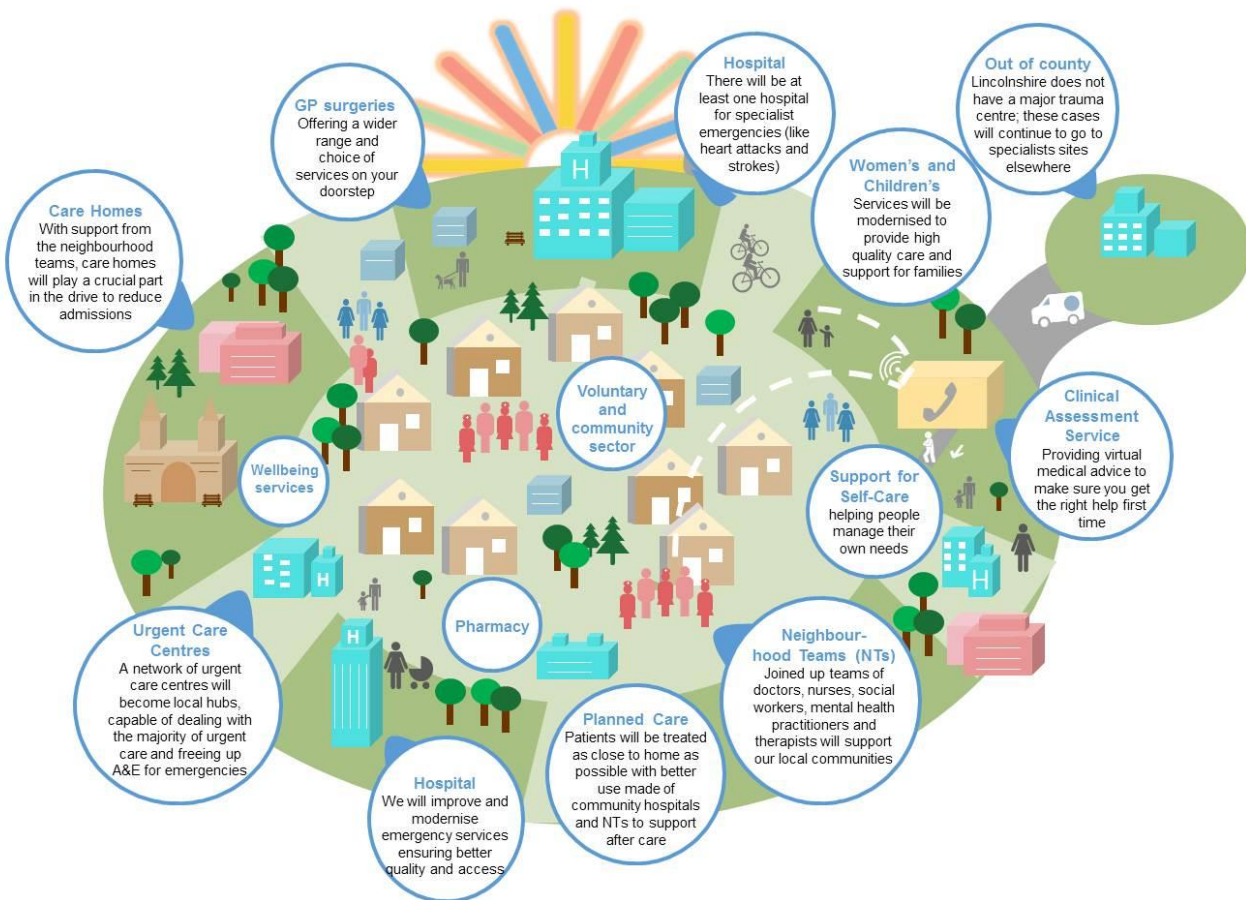 Hospital
There will be at
least one hospital
for specialist
emergencies (like
heart attacks and
strokes)
Out of county
Lincolnshire does not
have a major trauma
centre; these cases
will continue to go to
specialists sites
elsewhere
GP surgeries
Offering a wider
range and
choice of
services on your
doorstep
Women's and
Children's
Services will be
modernised to
provide high
quality care and
support for families
Care Homes
With support from
the neighbourhood
teams, care homes
will play a crucial part
in the drive to reduce
admissions
H
Voluntary
and
community
sector
Clinical
Assessment
Service
Providing virtual
medical advice to
make sure you get
the right help first
time
Wellbeing
services
Support for
Self-Care
helping people
manage their
own needs
H
H
Pharmacy
H
Urgent Care
Centres
A network of urgent
care centres will
become local hubs,
capable of dealing with
the majority of urgent
care and freeing up
A&E for emergencies
Neighbour-
hood Teams (NTs)
Joined up teams of
doctors, nurses, social
workers, mental health
practitioners and
therapists will support
our local communities
Planned Care
Patients will be treated
as close to home as
possible with better
use made of
community hospitals
and NTs to support
after care
Hospital
We will improve and
modernise
emergency services
ensuring better
quality and access